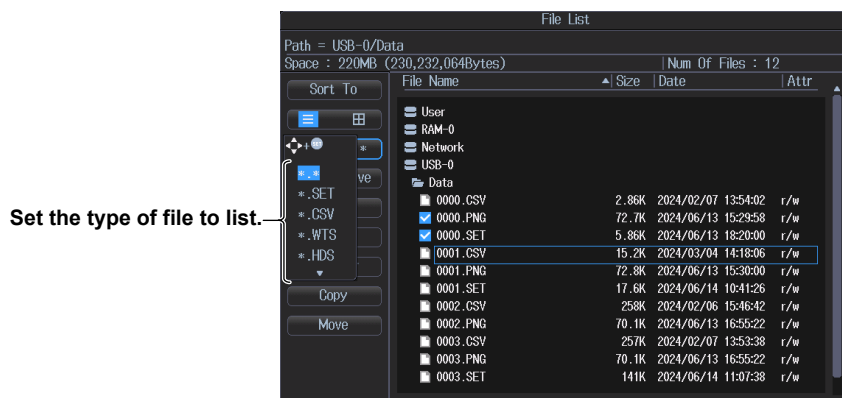 File List
Path = USB-0/Data
Space : 220MB (230,232,064Bytes) Num Of Files : 12
File Name Size Date Attr
Sort To
*
ve
+SET
*.*
*.SET
*.CSV
*.WTS
*.HDS
Set the type of file to list.
Copy
Move
User
RAM-0
Network
USB-0
Data
0000.CSV 2.86K 2024/02/07 13:54:02 r/w
0000.PNG 72.7K 2024/06/13 15:29:58 r/w
0000.SET 5.86K 2024/06/13 18:20:00 r/w
0001.CSV 15.2K 2024/03/04 14:18:06 r/w
0001.PNG 72.8K 2024/06/13 15:30:00 r/w
0001.SET 17.6K 2024/06/14 10:41:26 r/w
0002.CSV 258K 2024/02/06 15:46:42 r/w
0002.PNG 70.1K 2024/06/13 16:55:22 r/w
0003.CSV 257K 2024/02/07 13:53:38 r/w
0003.PNG 70.1K 2024/06/13 16:55:22 r/w
0003.SET 141K 2024/06/14 11:07:38 r/w